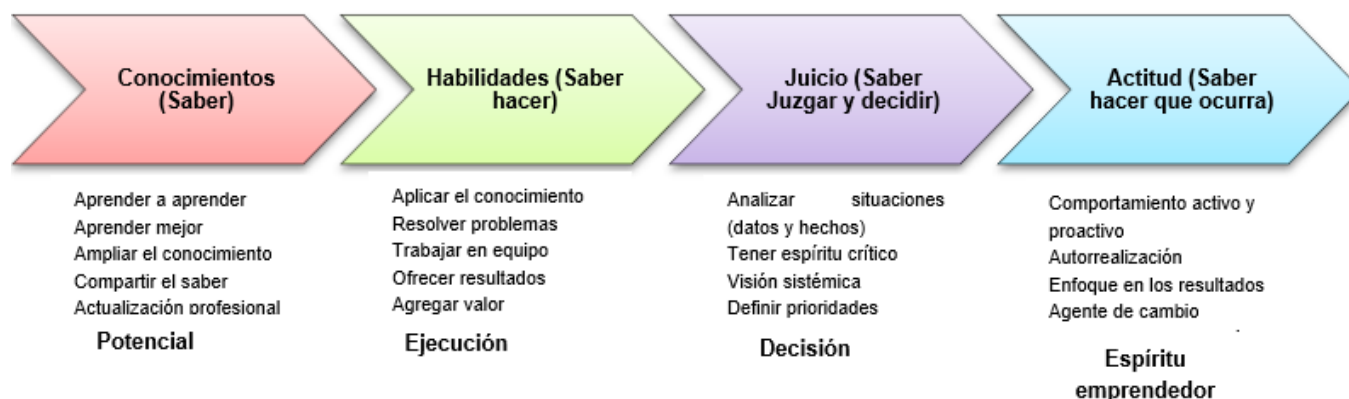 Conocimientos
(Saber)
Aprender a aprender
Aprender mejor
Ampliar el conocimiento
Compartir el saber
Actualización profesional
Potencial
Habilidades (Saber
hacer)
Aplicar el conocimiento
Resolver problemas
Trabajar en equipo
Ofrecer resultados
Agregar valor
Ejecución
Juicio (Saber
Juzgar y decidir)
Analizar situaciones
(datos y hechos)
Tener espíritu crítico
Visión sistémica
Definir prioridades
Decisión
Actitud (Saber
hacer que ocurra)
Comportamiento activo y
proactivo
Autorrealización
Enfoque en los resultados
Agente de cambio
Espíritu
emprendedor